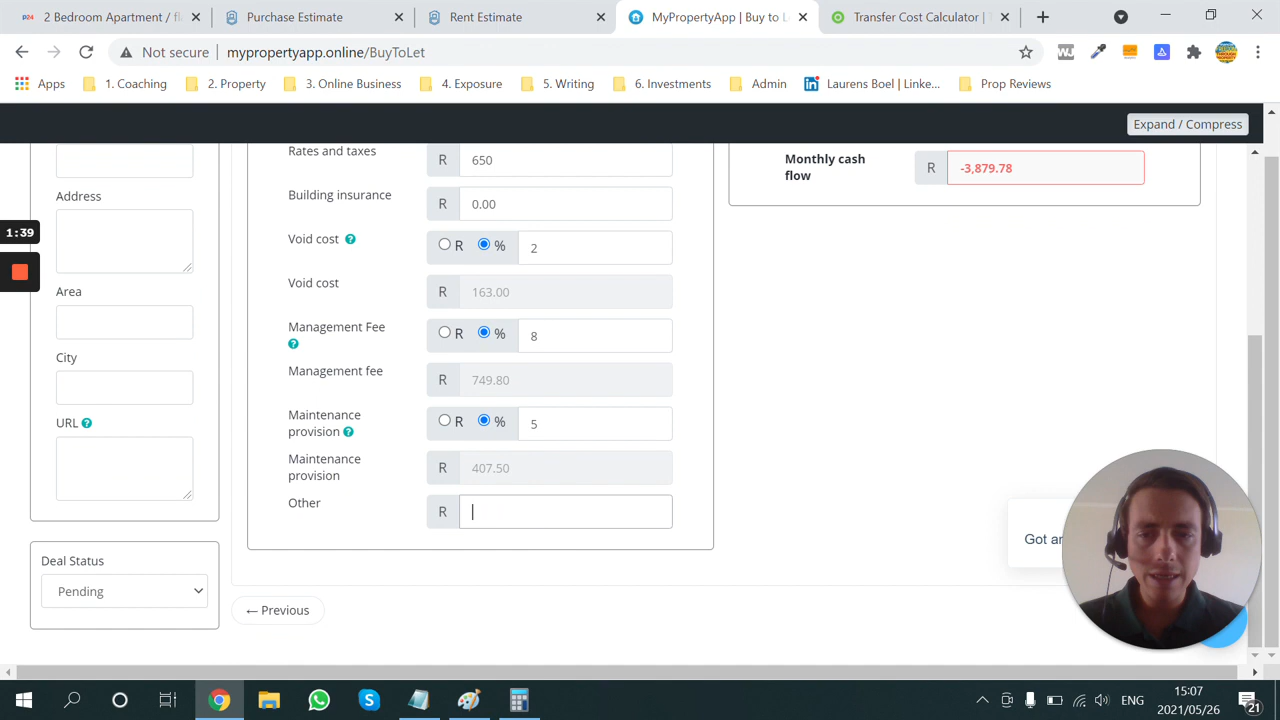 2 Bedroom Apartment / fl
Purchase Estimate
Rent Estimate
MyPropertyApp | Buy to L
Transfer Cost Calculator | T
Not secure
mypropertyapp.online/BuyToLet
Apps
1. Coaching
2. Property
3. Online Business
4. Exposure
5. Writing
6. Investments
Admin
Laurens Boel | Linke...
Prop Reviews
Expand / Compress
Rates and taxes
R
650
Monthly cash
flow
R
-3,879.78
Address
Building insurance
R
0.00
1:39
Void cost
R
%
2
Void cost
R
163.00
Area
Management Fee
R
%
8
City
Management fee
R
749.80
URL
Maintenance
provision
R
%
5
Maintenance
provision
R
407.50
Other
R
Got an
Deal Status
Pending
← Previous
ENG
15:07
2021/05/26
21